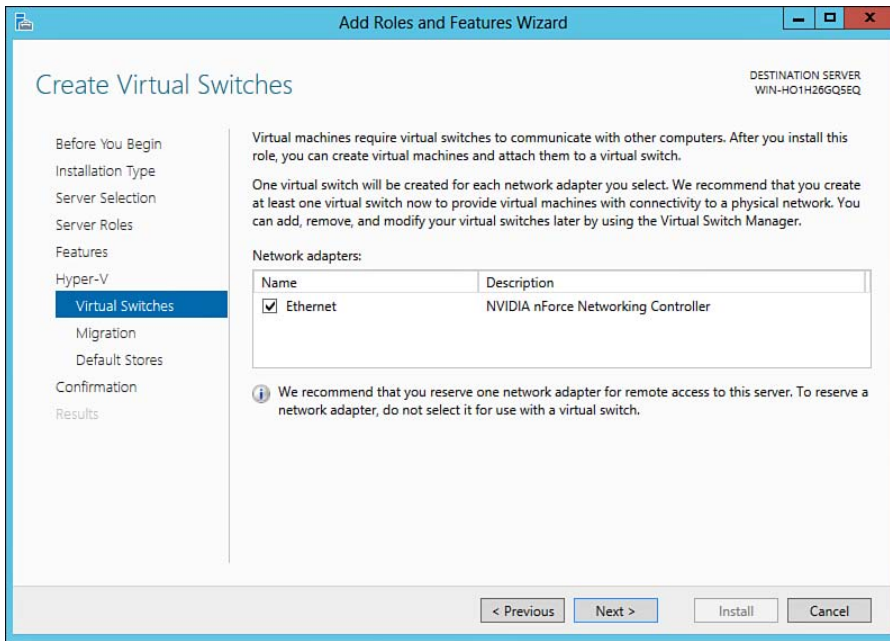 Add Roles and Features Wizard
Create Virtual Switches
DESTINATION SERVER
WIN-HO1H26GQ5EQ
Before You Begin
Installation Type
Server Selection
Server Roles
Features
Hyper-V
Virtual Switches
Migration
Default Stores
Confirmation
Results
Virtual machines require virtual switches to communicate with other computers. After you install this
role, you can create virtual machines and attach them to a virtual switch.
One virtual switch will be created for each network adapter you select. We recommend that you create
at least one virtual switch now to provide virtual machines with connectivity to a physical network. You
can add, remove, and modify your virtual switches later by using the Virtual Switch Manager.
Network adapters:
Name Description
Ethernet NVIDIA nForce Networking Controller
We recommend that you reserve one network adapter for remote access to this server. To reserve a
network adapter, do not select it for use with a virtual switch.
< Previous Next > Install Cancel